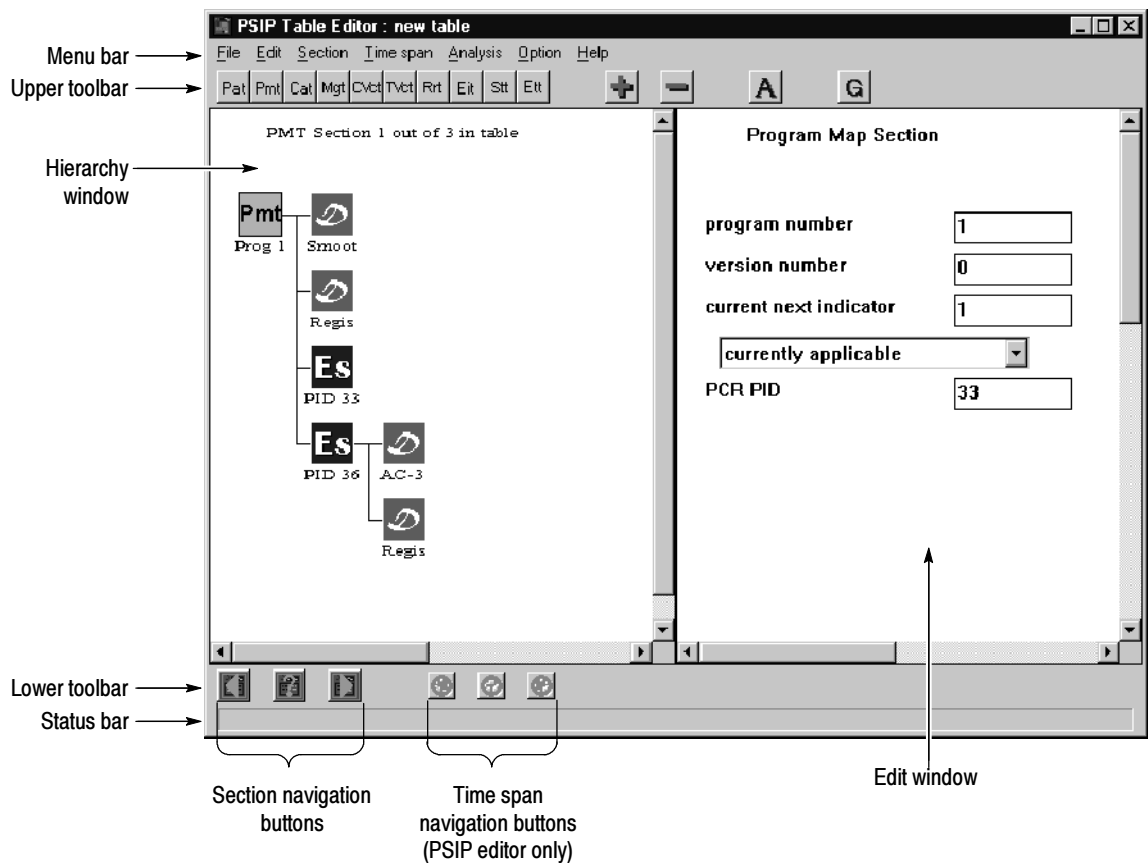 PSIP Table Editor : new table
Menu bar
File Edit Section Time span Analysis Option Help
Upper toolbar
Pat Pmt Cat Mgt CVct TVct Rrt Eit Stt Ett A G
PMT Section 1 out of 3 in table
Program Map Section
Hierarchy
window
Pmt
Prog 1
Smoot
Regis
Es
PID 33
Es
PID 36
AC-3
Regis
program number 1
version number 0
current next indicator 1
currently applicable
PCR PID 33
Lower toolbar
Status bar
Section navigation
buttons
Time span
navigation buttons
(PSIP editor only)
Edit window